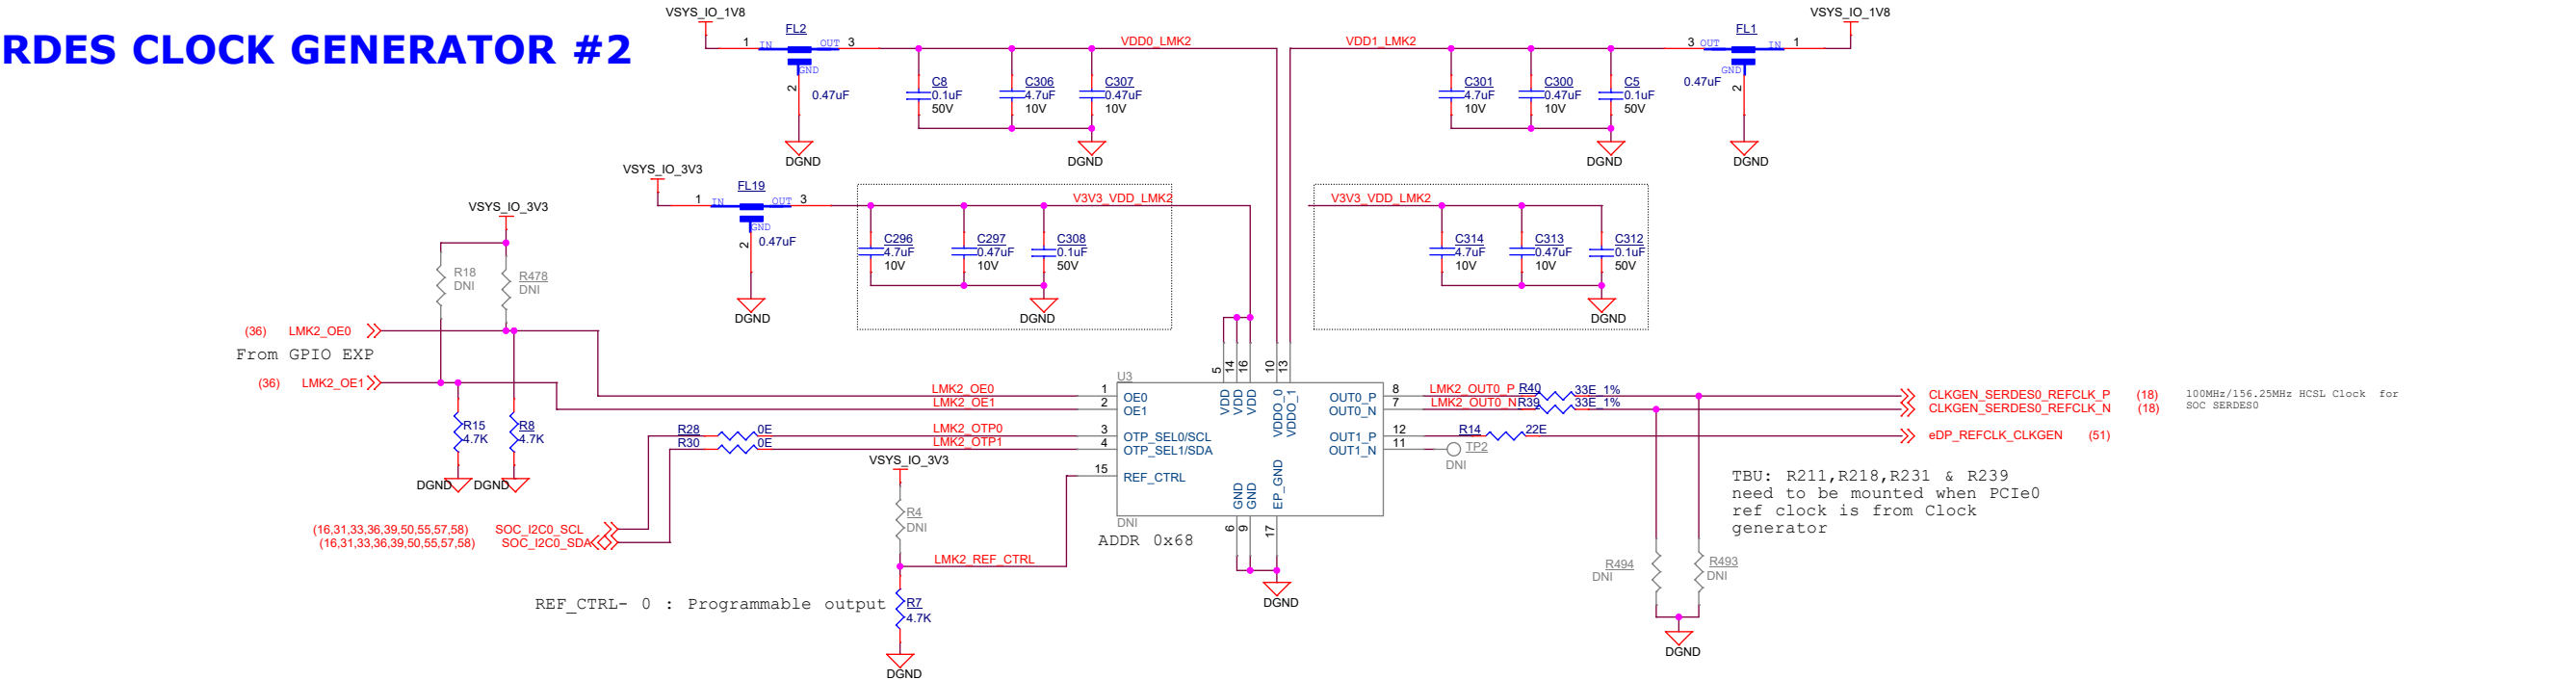 RDES CLOCK GENERATOR #2
VSYS_IO_1V8
FL2
1
IN
OUT
3
GND
2
0.47uF
DGND
VDD0_LMK2
C8
0.1uF
50V
C306
4.7uF
10V
C307
0.47uF
10V
DGND
VDD1_LMK2
C301
4.7uF
10V
C300
0.47uF
10V
C5
0.1uF
50V
DGND
VSYS_IO_1V8
FL1
3
OUT
IN
1
GND
2
0.47uF
DGND
VSYS_IO_3V3
FL19
1
IN
OUT
3
GND
2
0.47uF
DGND
V3V3_VDD_LMK2
C296
4.7uF
10V
C297
0.47uF
10V
C308
0.1uF
50V
DGND
V3V3_VDD_LMK2
C314
4.7uF
10V
C313
0.47uF
10V
C312
0.1uF
50V
DGND
VSYS_IO_3V3
R18
DNI
R478
DNI
(36) LMK2_OE0
From GPIO EXP
(36) LMK2_OE1
R15
4.7K
R8
4.7K
DGND
DGND
LMK2_OE0
LMK2_OE1
R28
0E
LMK2_OTP0
R30
0E
LMK2_OTP1
(16,31,33,36,39,50,55,57,58) SOC_I2C0_SCL
(16,31,33,36,39,50,55,57,58) SOC_I2C0_SDA
VSYS_IO_3V3
R4
DNI
LMK2_REF_CTRL
REF_CTRL- 0 : Programmable output
R7
4.7K
DGND
U3
5
14
16
10
13
VDD
VDD
VDD
VDDO_0
VDDO_1
1
OE0
2
OE1
3
OTP_SEL0/SCL
4
OTP_SEL1/SDA
15
REF_CTRL
OUT0_P
8
OUT0_N
7
OUT1_P
12
OUT1_N
11
GND
GND
EP_GND
6
9
17
DNI
ADDR 0x68
DGND
LMK2_OUT0_P
R40
33E_1%
LMK2_OUT0_N
R39
33E_1%
R14
22E
TP2
DNI
CLKGEN_SERDES0_REFCLK_P (18)
CLKGEN_SERDES0_REFCLK_N (18)
100MHz/156.25MHz HCSL Clock for
SOC SERDES0
eDP_REFCLK_CLKGEN (51)
TBU: R211,R218,R231 & R239
need to be mounted when PCIe0
ref clock is from Clock
generator
R494
DNI
R493
DNI
DGND